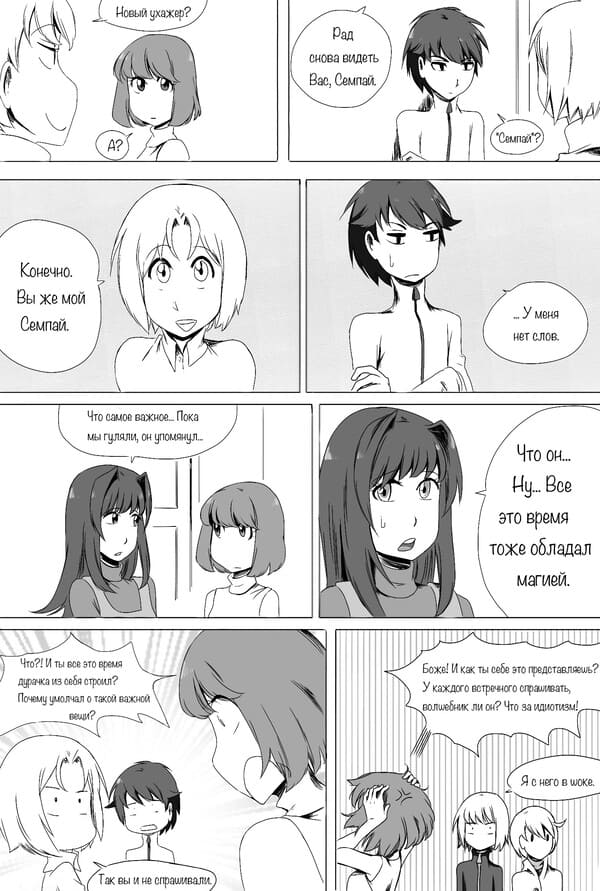 Новый ухажер?
А?
Рад
снова видеть
Вас, Семпай.
"Семпай"?
Конечно.
Вы же мой
Семпай.
... У меня
нет слов.
Что самое важное... Пока
мы гуляли, он упомянул...
Что он...
Ну... Все
это время
тоже обладал
магией.
Что?! И ты все это время
дурачка из себя строил?
Почему умолчал о такой важной
вещи?
Так вы и не спрашивали.
Боже! И как ты себе это представляешь?
У каждого встречного спрашивать,
волшебник ли он? Что за идиотизм!
Я с него в шоке.